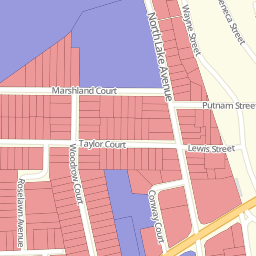 North Lake Avenue
Wayne Street
Seneca Street
Marshland Court
Putnam Street
Taylor Court
Lewis Street
Woodrow Court
Roselawn Avenue
Conway Court